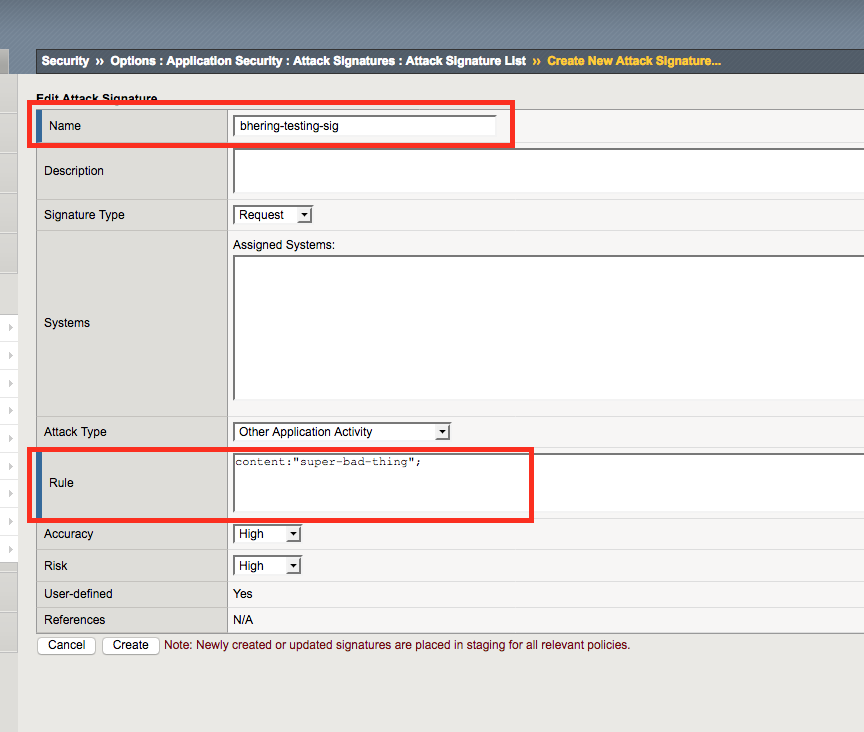 Security » Options : Application Security : Attack Signatures : Attack Signature List » Create New Attack Signature...
Edit Attack Signature
Name bhering-testing-sig
Description
Signature Type Request
Assigned Systems:
Systems
Attack Type Other Application Activity
content:"super-bad-thing";
Rule
Accuracy High
Risk High
User-defined Yes
References N/A
Cancel Create Note: Newly created or updated signatures are placed in staging for all relevant policies.